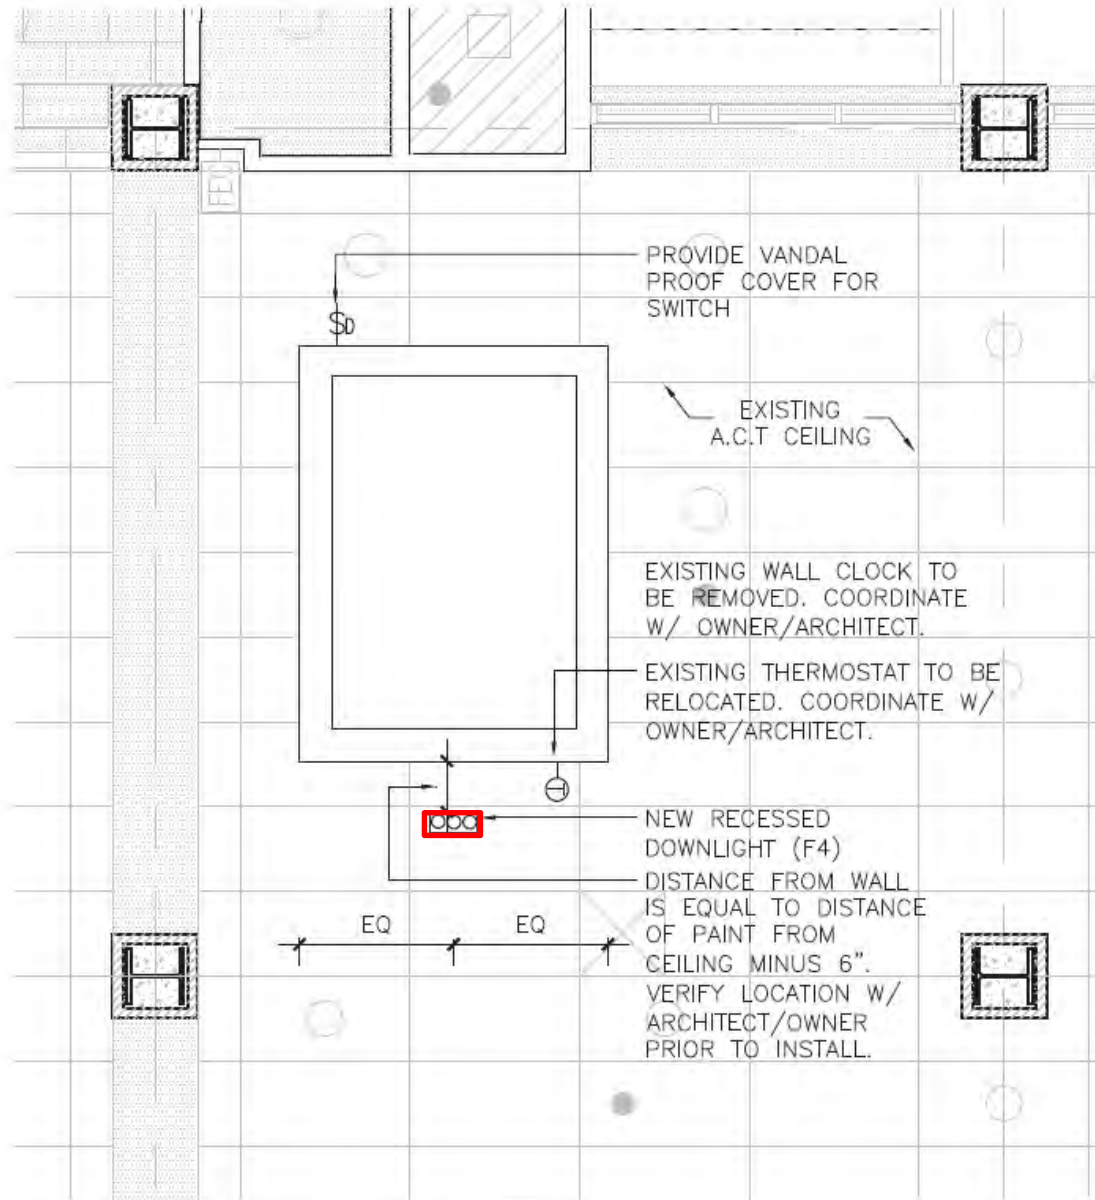 FEC
PROVIDE VANDAL
PROOF COVER FOR
SWITCH
SD
EXISTING
A.C.T CEILING
EXISTING WALL CLOCK TO
BE REMOVED. COORDINATE
W/ OWNER/ARCHITECT.
EXISTING THERMOSTAT TO BE
RELOCATED. COORDINATE W/
OWNER/ARCHITECT.
T
NEW RECESSED
DOWNLIGHT (F4)
DISTANCE FROM WALL
IS EQUAL TO DISTANCE
OF PAINT FROM
CEILING MINUS 6".
VERIFY LOCATION W/
ARCHITECT/OWNER
PRIOR TO INSTALL.
EQ EQ